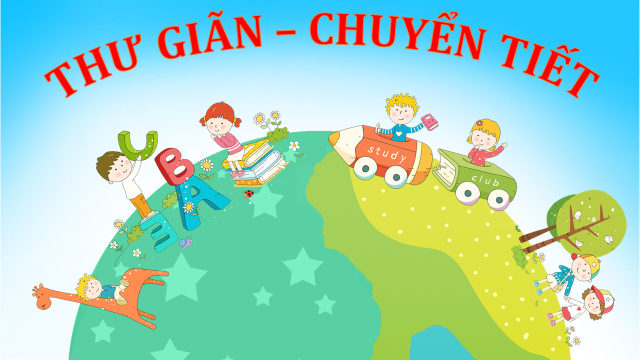 THƯ GIÃN – CHUYỂN TIẾT
U
B
A
E
study
club